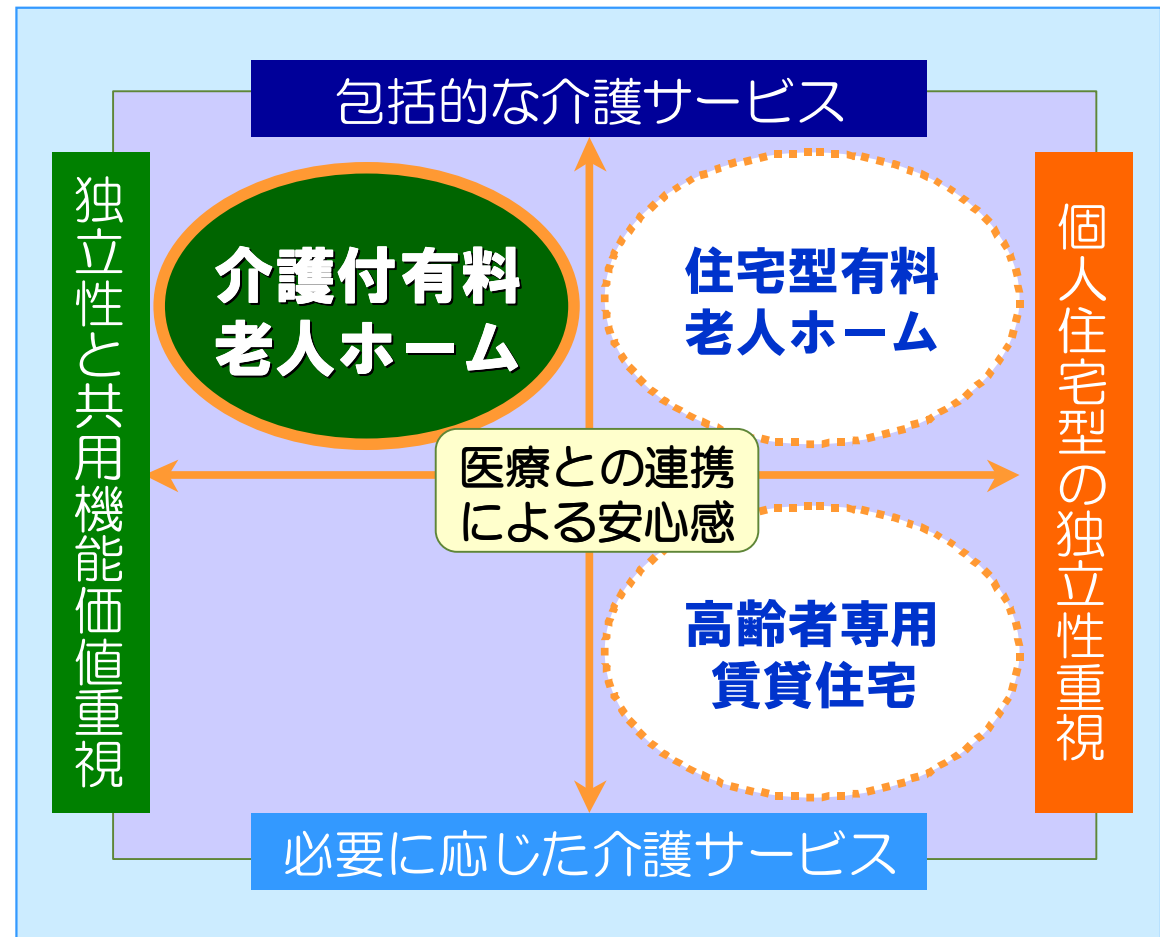 包括的な介護サービス
独立性と共用機能価値重視
介護付有料
老人ホーム
住宅型有料
老人ホーム
個人住宅型の独立性重視
医療との連携
による安心感
高齢者専用
賃貸住宅
必要に応じた介護サービス